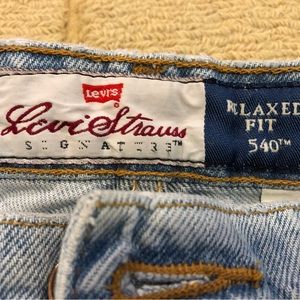 Levi's
Levi Strauss
SIGNATURE™
RELAXED
FIT
540™